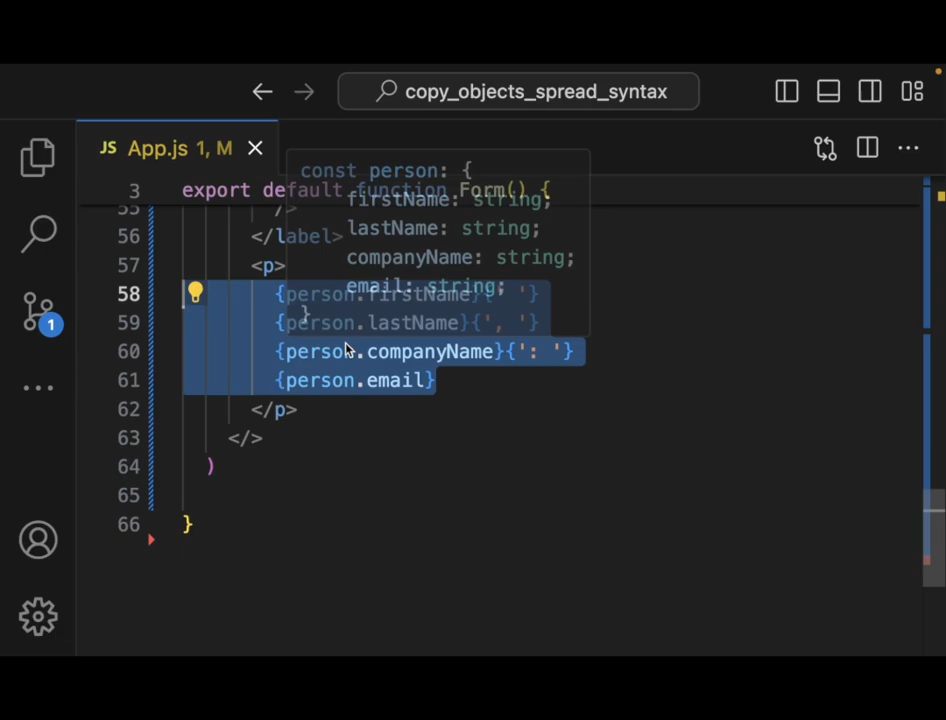 copy_objects_spread_syntax
JS App.js 1, M
3 export default function Form() {
const person: {
firstName: string;
lastName: string;
companyName: string;
email: string;
}
55 />
56 </label>
57 <p>
58 {person.firstName}{' '}
59 {person.lastName}{', '}
60 {person.companyName}{': '}
61 {person.email}
62 </p>
63 </>
64 )
65
66 }
1